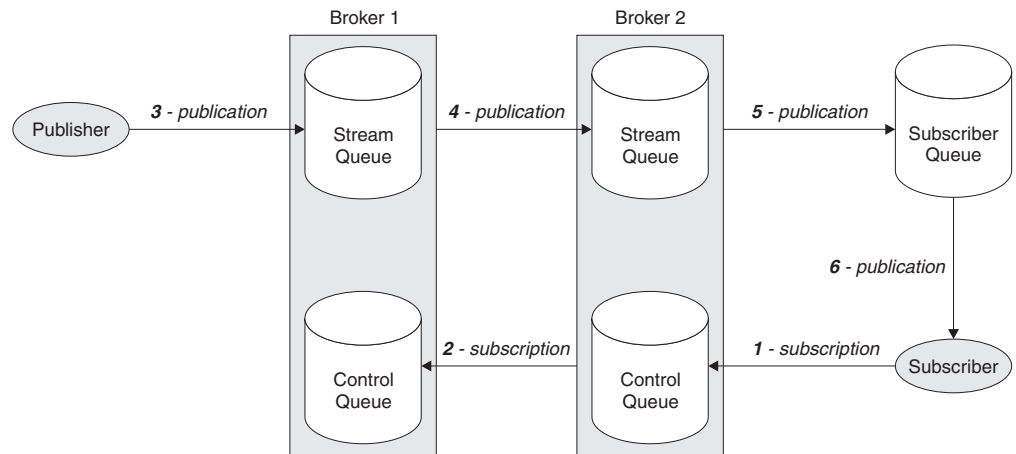 Broker 1
Broker 2
3 - publication
4 - publication
5 - publication
Publisher
Stream
Queue
Stream
Queue
Subscriber
Queue
6 - publication
2 - subscription
1 - subscription
Control
Queue
Control
Queue
Subscriber